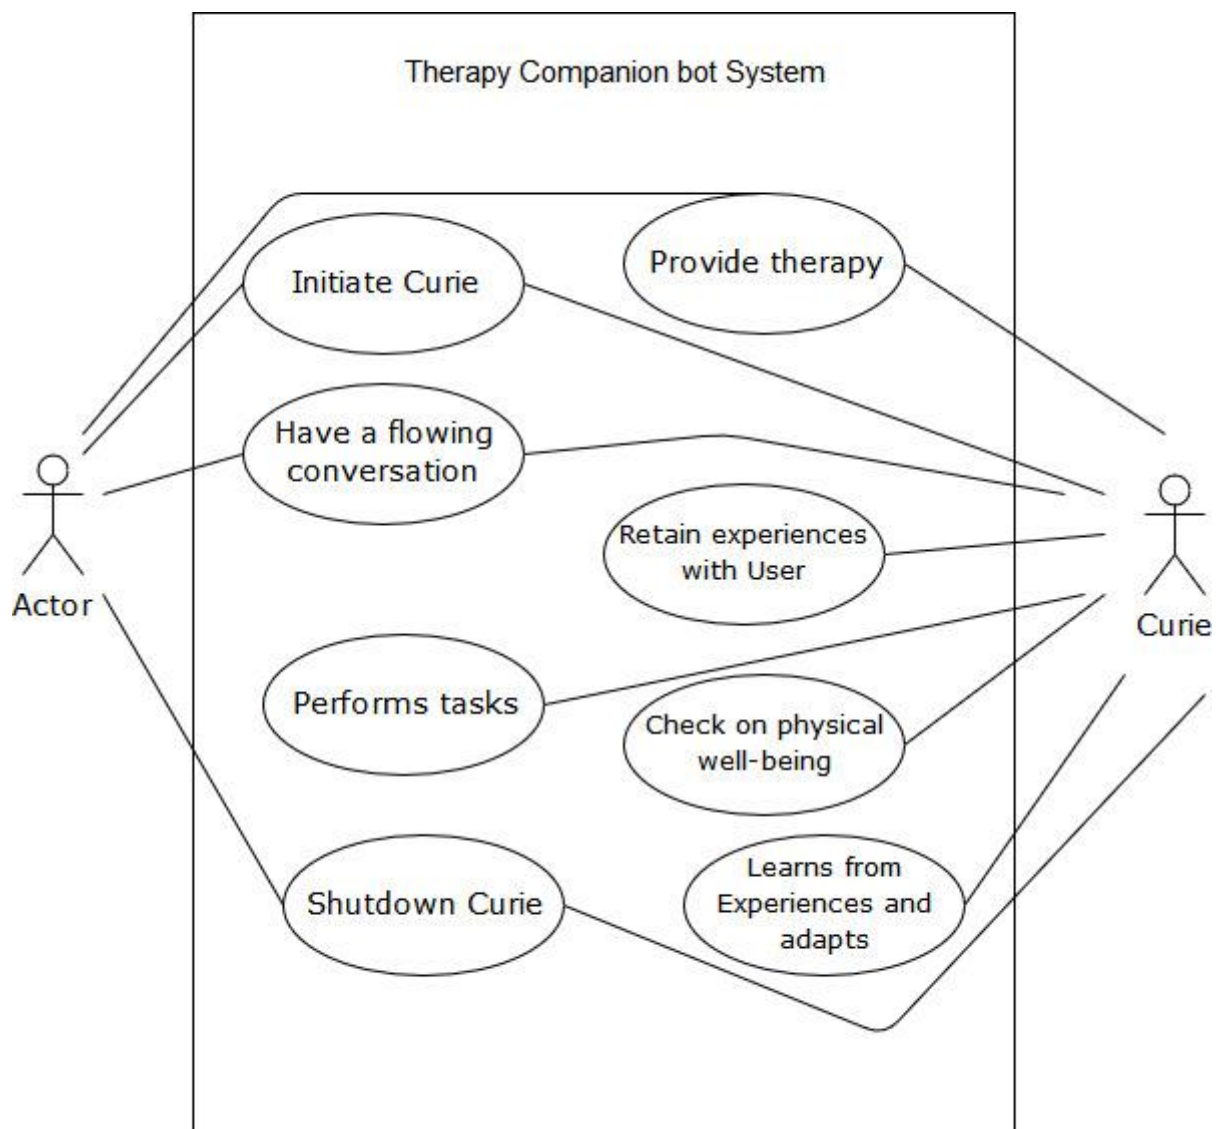 Therapy Companion bot System
Provide therapy
Initiate Curie
Have a flowing
conversation
Retain experiences
with User
Actor
Curie
Performs tasks
Check on physical
well-being
Learns from
Experiences and
adapts
Shutdown Curie